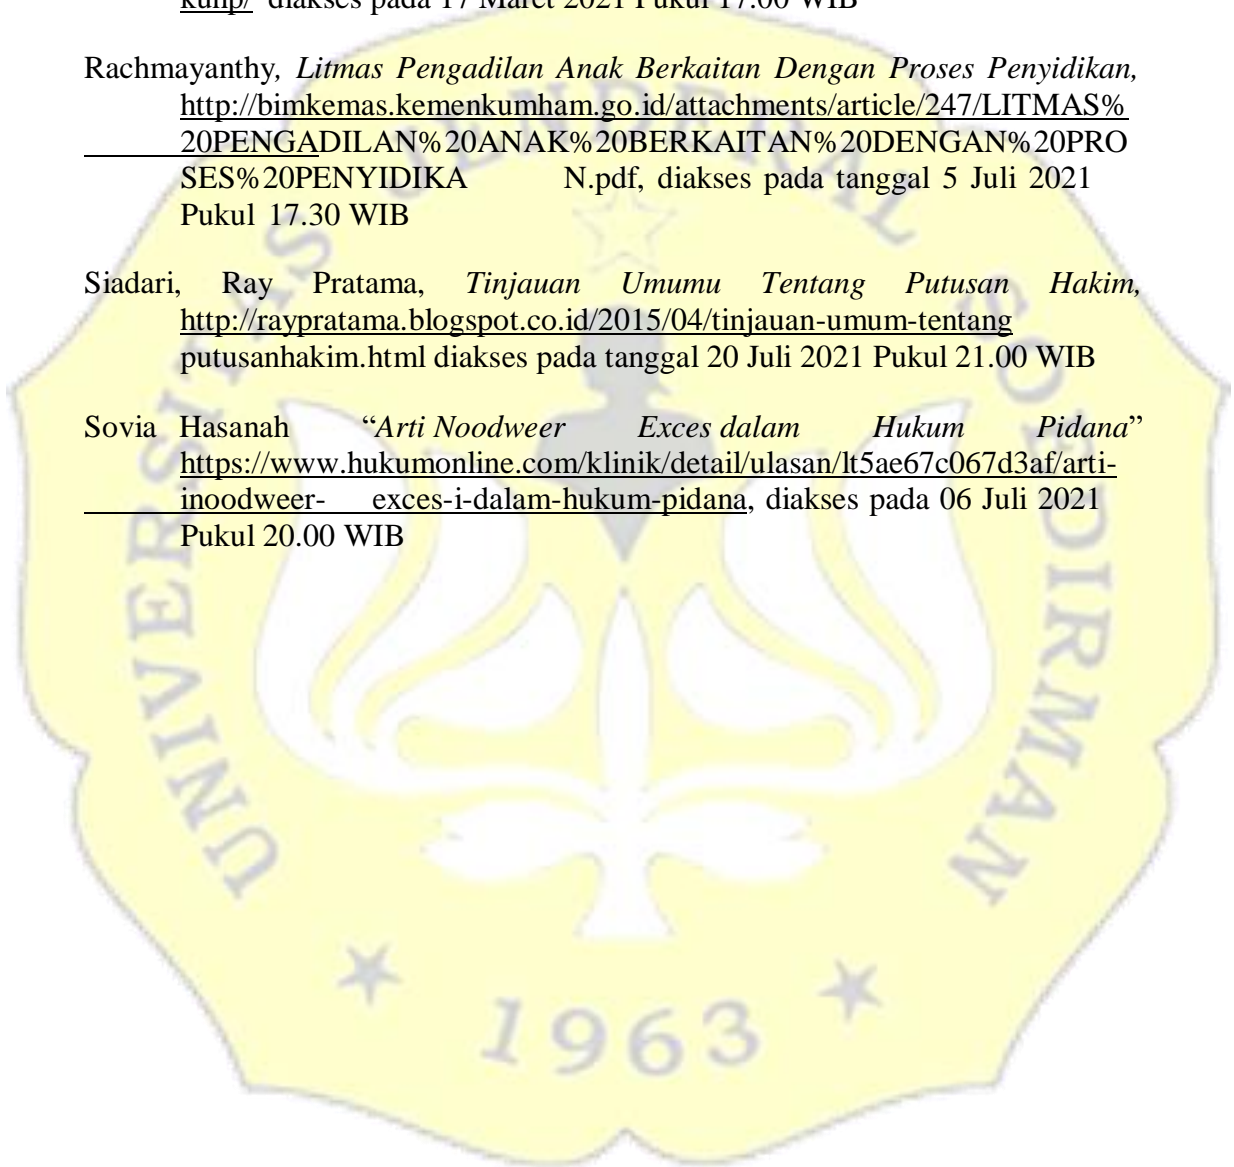 kuhp/ diakses pada 17 Maret 2021 Pukul 17.00 WIB
Rachmayanthy, Litmas Pengadilan Anak Berkaitan Dengan Proses Penyidikan,
http://bimkemas.kemenkumham.go.id/attachments/article/247/LITMAS%
20PENGADILAN%20ANAK%20BERKAITAN%20DENGAN%20PRO
SES%20PENYIDIKA N.pdf, diakses pada tanggal 5 Juli 2021
Pukul 17.30 WIB
Siadari, Ray Pratama, Tinjauan Umumu Tentang Putusan Hakim,
http://raypratama.blogspot.co.id/2015/04/tinjauan-umum-tentang
putusanhakim.html diakses pada tanggal 20 Juli 2021 Pukul 21.00 WIB
Sovia Hasanah “Arti Noodweer Exces dalam Hukum Pidana”
https://www.hukumonline.com/klinik/detail/ulasan/lt5ae67c067d3af/arti-
inoodweer- exces-i-dalam-hukum-pidana, diakses pada 06 Juli 2021
Pukul 20.00 WIB
UNIVERSITAS JENDERAL SOEDIRMAN
1963